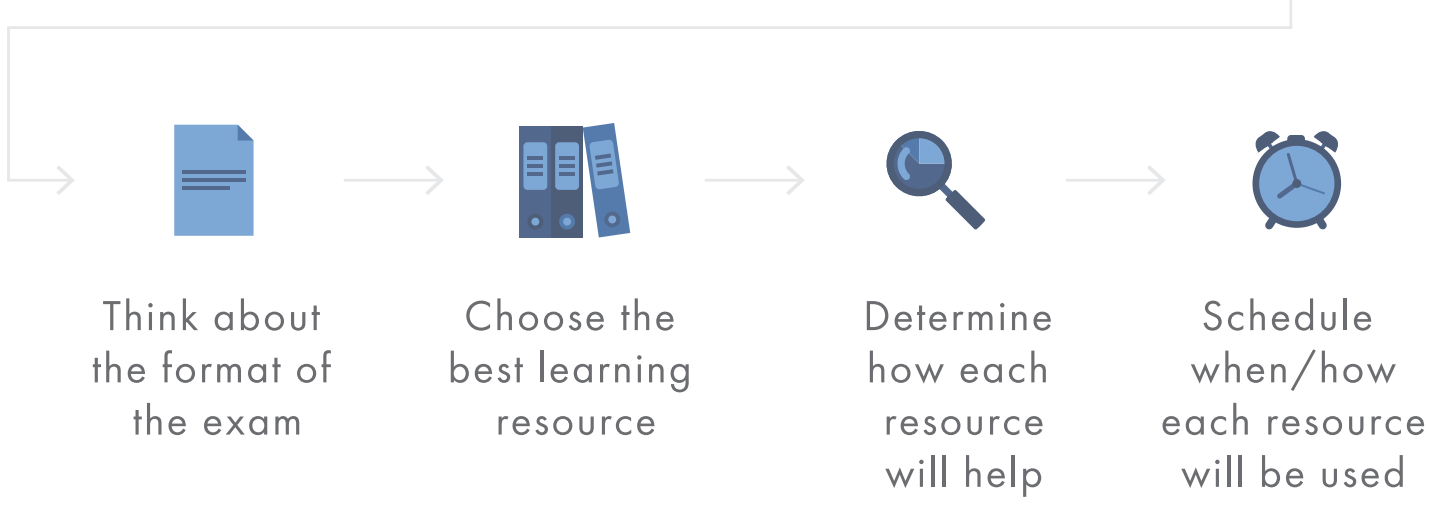 Think about
the format of
the exam
Choose the
best learning
resource
Determine
how each
resource
will help
Schedule
when/how
each resource
will be used